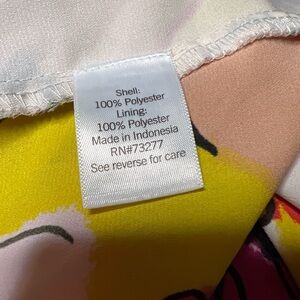 Shell:
100% Polyester
Lining:
100% Polyester
Made in Indonesia
RN#73277
See reverse for care